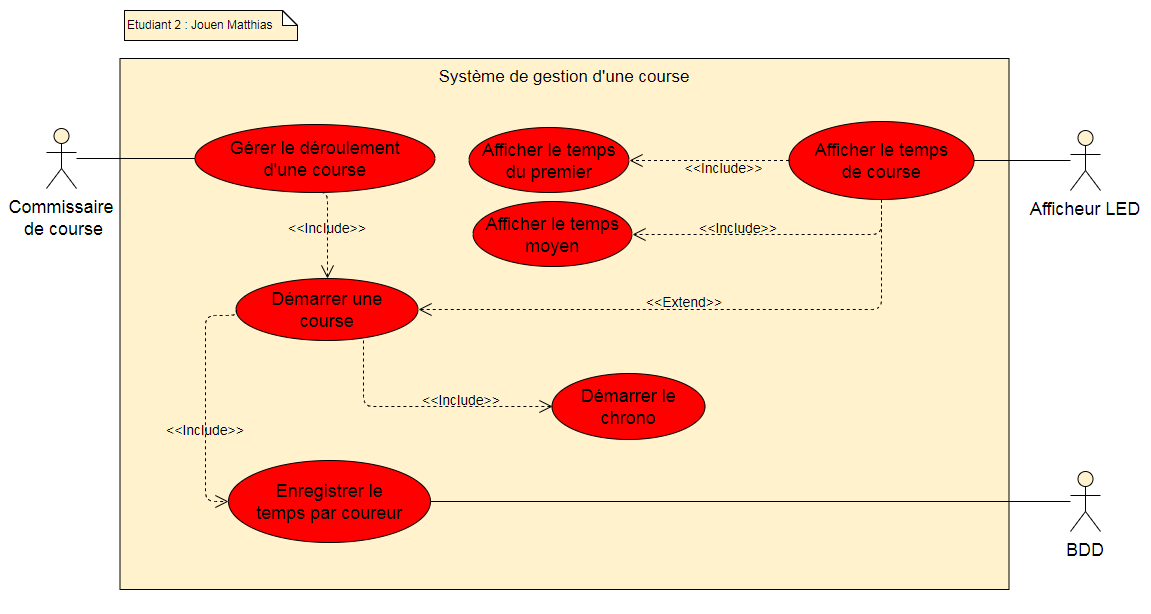 Etudiant 2 : Jouen Matthias
Système de gestion d'une course
Gérer le déroulement
d'une course
Afficher le temps
du premier
<<Include>>
Afficher le temps
de course
Commissaire
de course
Afficheur LED
<<Include>>
Afficher le temps
moyen
<<Include>>
Démarrer une
course
<<Extend>>
<<Include>>
Démarrer le
chrono
<<Include>>
Enregistrer le
temps par coureur
BDD